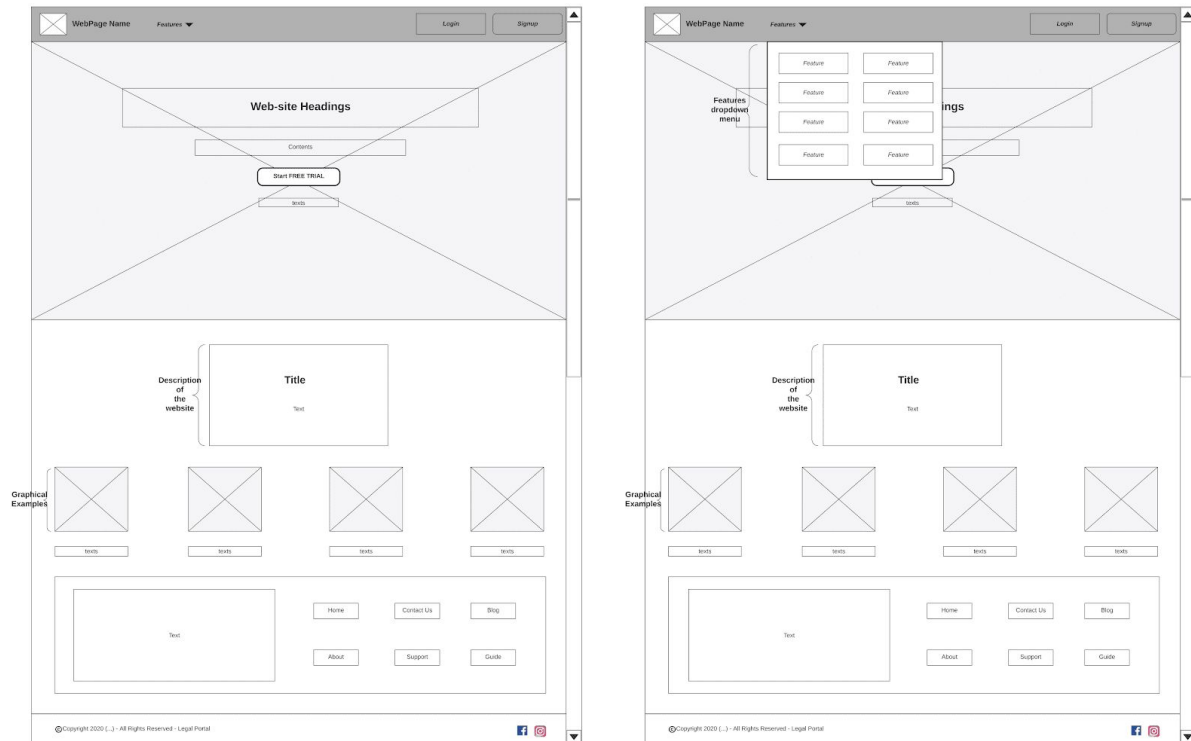 WebPage Name
Features
Login
Signup
Web-site Headings
Contents
Start FREE TRIAL
texts
Description
of
the
website
Title
Text
Graphical
Examples
texts
texts
texts
texts
Text
Home
Contact Us
Blog
About
Support
Guide
©Copyright 2020 (...) - All Rights Reserved - Legal Portal
WebPage Name
Features
Login
Signup
Features
dropdown
menu
Feature
Feature
Feature
Feature
Feature
Feature
Feature
Feature
ings
texts
Description
of
the
website
Title
Text
Graphical
Examples
texts
texts
texts
texts
Text
Home
Contact Us
Blog
About
Support
Guide
©Copyright 2020 (...) - All Rights Reserved - Legal Portal